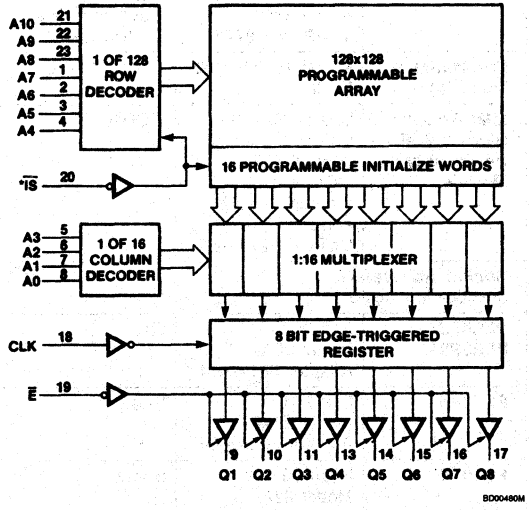 A10 21
A9 22
A8 23
A7 1
A6 2
A5 3
A4 4
1 OF 128
ROW
DECODER
128x128
PROGRAMMABLE
ARRAY
16 PROGRAMMABLE INITIALIZE WORDS
*IS 20
A3 5
A2 6
A1 7
A0 8
1 OF 16
COLUMN
DECODER
1:16 MULTIPLEXER
CLK 18
8 BIT EDGE-TRIGGERED
REGISTER
E 19
9 10 11 13 14 15 16 17
Q1 Q2 Q3 Q4 Q5 Q6 Q7 Q8
BD00480M